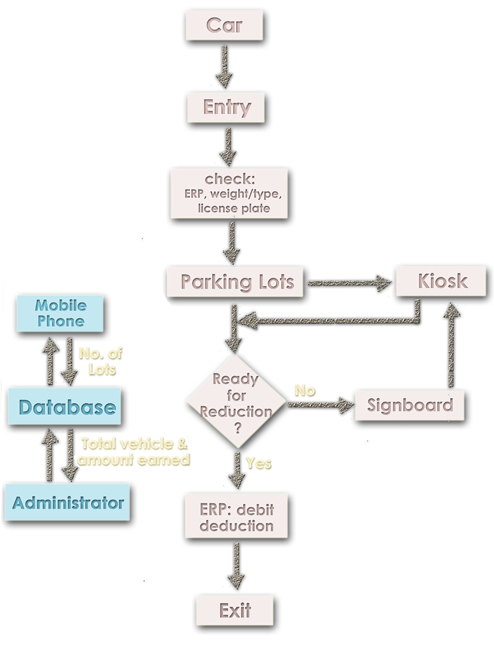 Car
Entry
check:
ERP, weight/type,
license plate
Parking Lots
Kiosk
Mobile
Phone
No. of
Lots
Database
Total vehicle &
amount earned
Administrator
Ready
for
Reduction
?
No
Signboard
Yes
ERP: debit
deduction
Exit